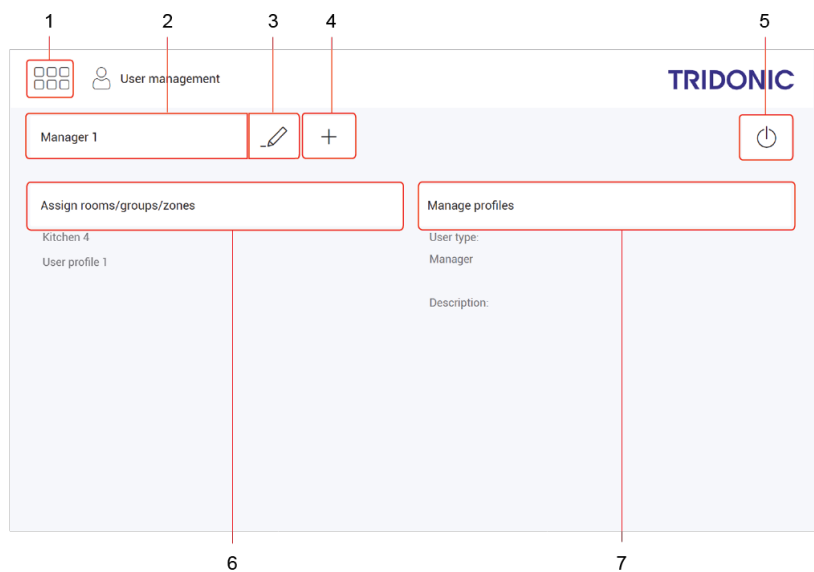 1 2 3 4 5
User management
TRIDONIC
Manager 1
Assign rooms/groups/zones
Manage profiles
Kitchen 4
User type:
User profile 1
Manager
Description:
6 7